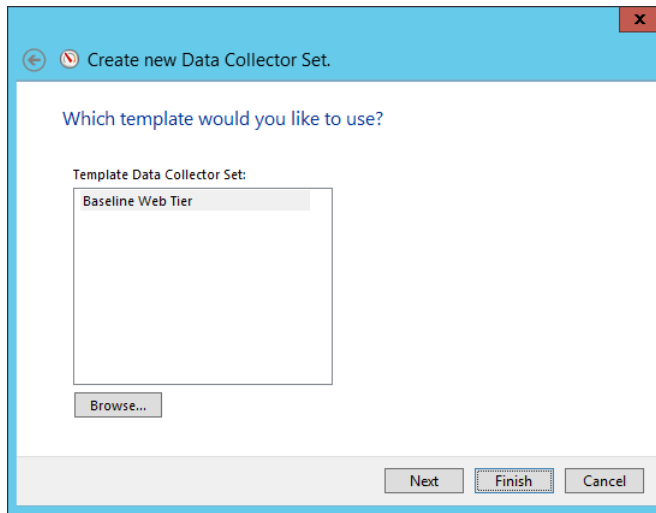 x
Create new Data Collector Set.
Which template would you like to use?
Template Data Collector Set:
Baseline Web Tier
Browse...
Next
Finish
Cancel